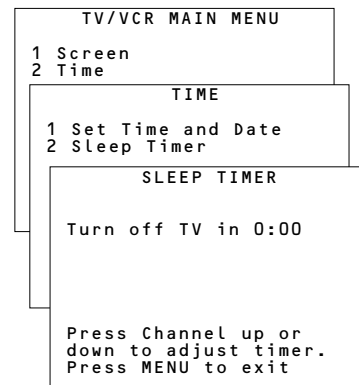 TV/VCR MAIN MENU
1 Screen
2 Time
TIME
1 Set Time and Date
2 Sleep Timer
SLEEP TIMER
Turn off TV in 0:00
Press Channel up or
down to adjust timer.
Press MENU to exit